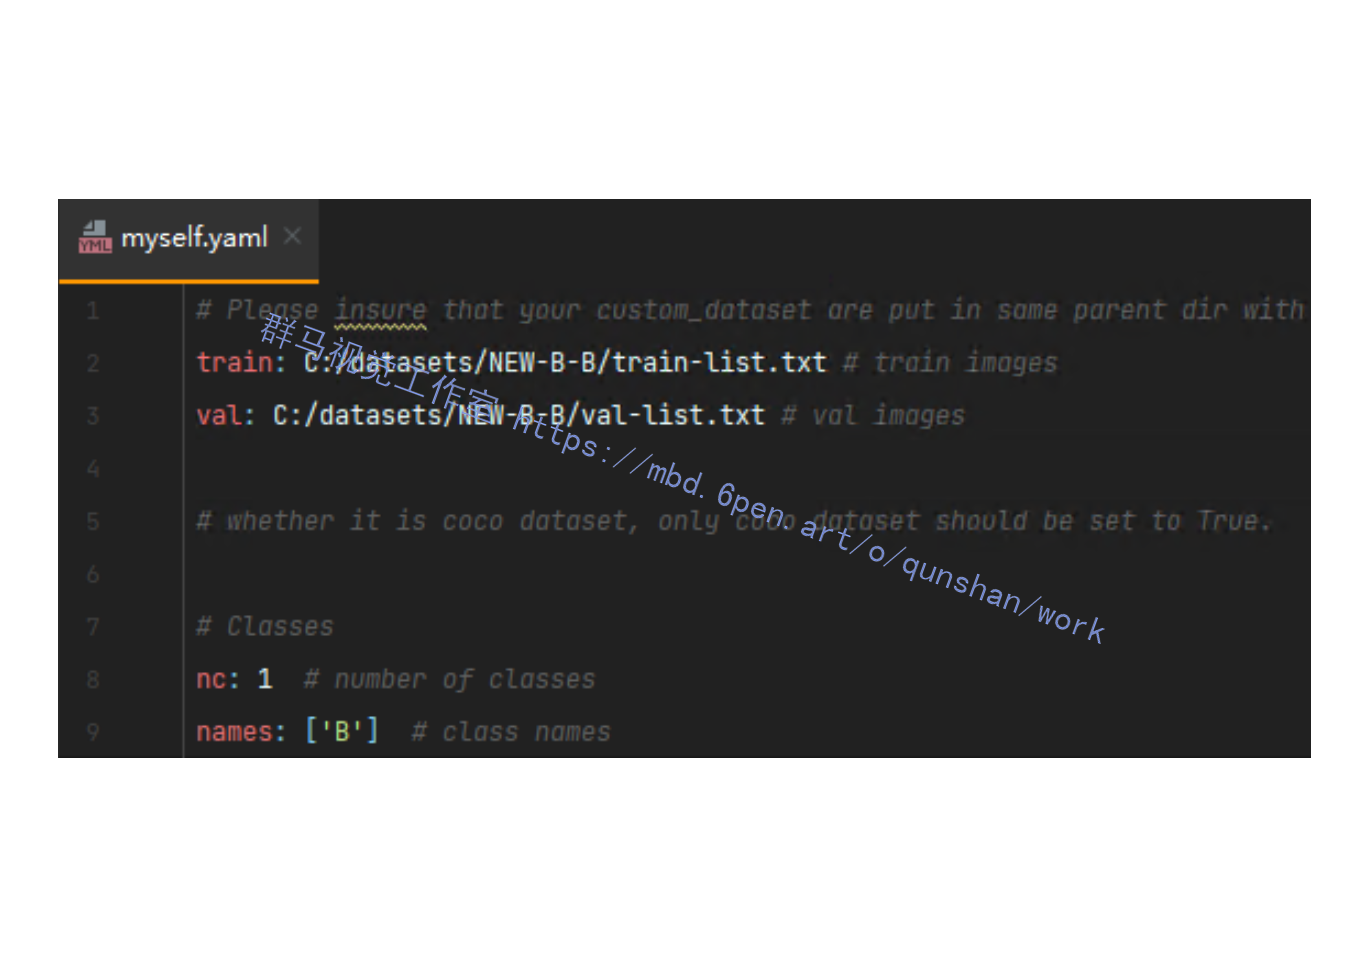 YML myself.yaml ×
1 # Please insure that your custom_dataset are put in same parent dir with
2 train: C:/datasets/NEW-B-B/train-list.txt # train images
3 val: C:/datasets/NEW-B-B/val-list.txt # val images
4
5 # whether it is coco dataset, only coco dataset should be set to True.
6
7 # Classes
8 nc: 1 # number of classes
9 names: ['B'] # class names
群马视觉工作室 https://mbd.6pen.art/o/qunshan/work